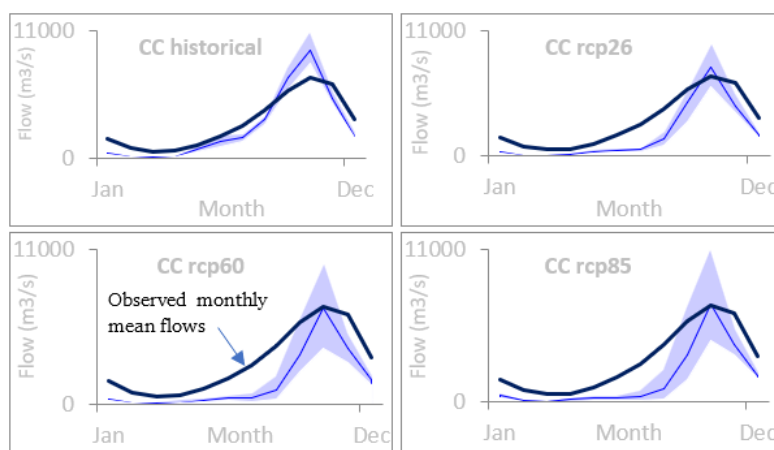 11000
CC historical
Flow (m3/s)
0
Jan
Dec
Month
11000
CC rcp26
Flow (m3/s)
0
Jan
Dec
Month
11000
CC rcp60
Observed monthly
mean flows
Flow (m3/s)
0
Jan
Month
Dec
11000
CC rcp85
Flow (m3/s)
0
Jan
Month
Dec